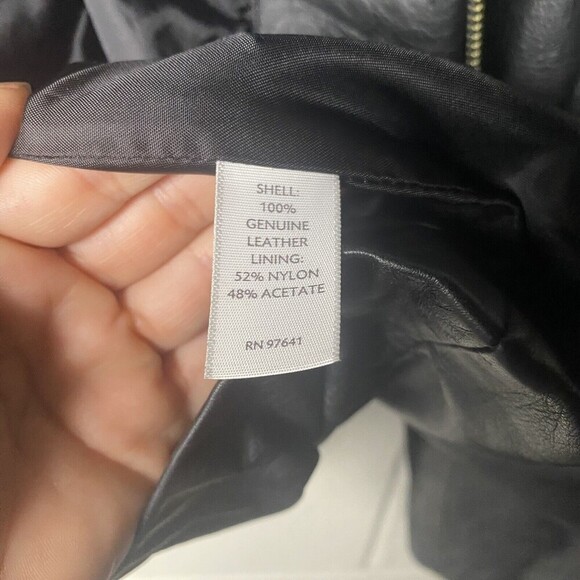 SHELL:
100%
GENUINE
LEATHER
LINING:
52% NYLON
48% ACETATE
RN 97641